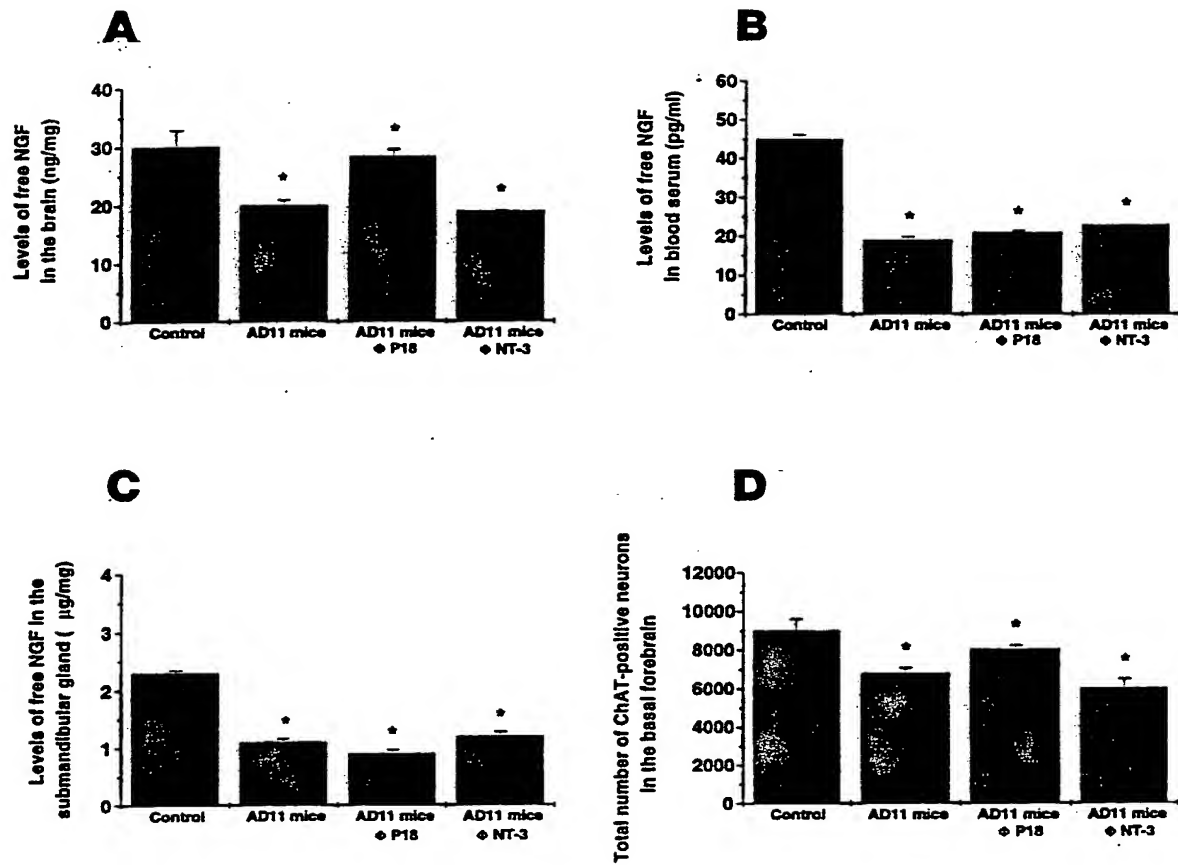 A
Levels of free NGF
In the brain (ng/mg)
40
30
20
10
0
*
*
*
Control
AD11 mice
AD11 mice
Φ P18
AD11 mice
Φ NT-3
B
Levels of free NGF
In blood serum (pg/ml)
60
50
40
30
20
10
0
*
*
*
Control
AD11 mice
AD11 mice
Φ P18
AD11 mice
Φ NT-3
C
Levels of free NGF in the
submandibular gland ( µg/mg)
4
3
2
1
0
*
*
*
Control
AD11 mice
AD11 mice
Φ P18
AD11 mice
Φ NT-3
D
Total number of ChAT-positive neurons
In the basal forebrain
12000
10000
8000
6000
4000
2000
0
*
*
*
Control
AD11 mice
AD11 mice
Φ P18
AD11 mice
Φ NT-3